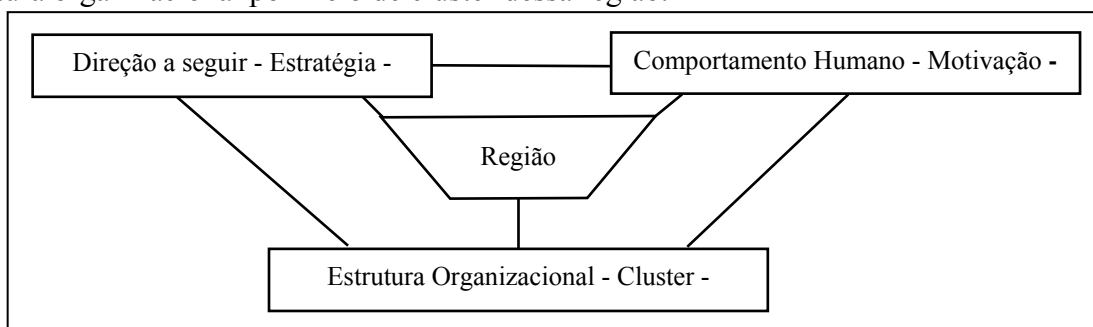 Direção a seguir - Estratégia -
Comportamento Humano - Motivação -
Região
Estrutura Organizacional - Cluster -